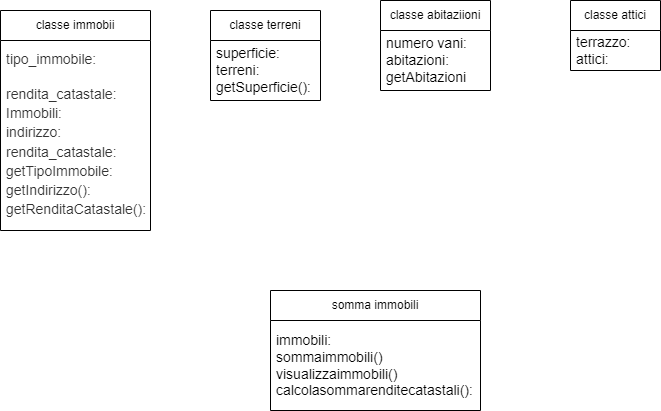 classe immobii
tipo_immobile:
rendita_catastale:
Immobili:
indirizzo:
rendita_catastale:
getTipoImmobile:
getIndirizzo():
getRenditaCatastale():
classe terreni
superficie:
terreni:
getSuperficie():
classe abitaziioni
numero vani:
abitazioni:
getAbitazioni
classe attici
terrazzo:
attici:
somma immobili
immobili:
sommaimmobili()
visualizzaimmobili()
calcolasommarenditecatastali():